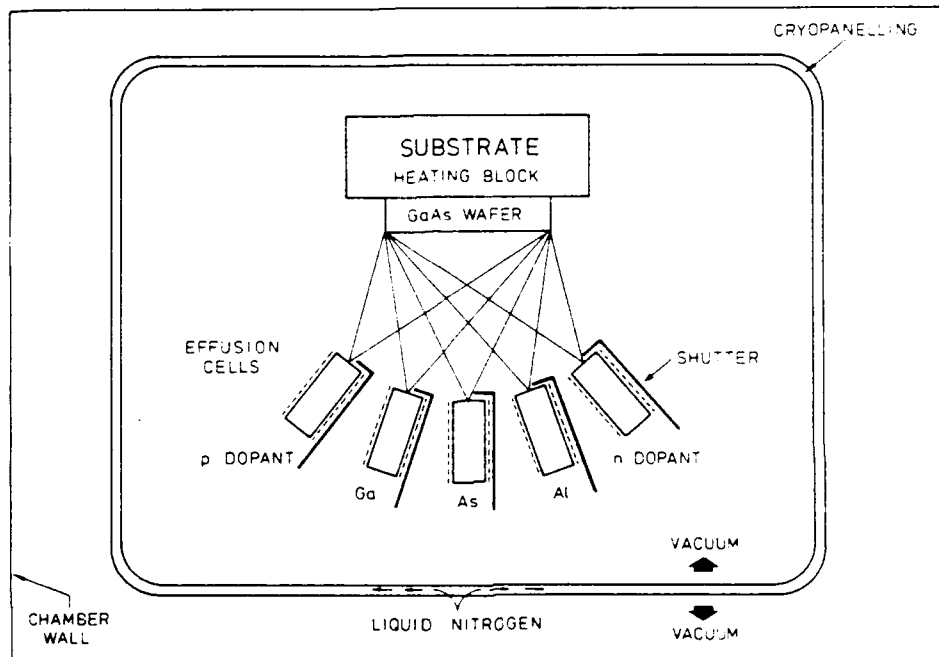 CRYOPANELLING
SUBSTRATE
HEATING BLOCK
GaAs WAFER
EFFUSION
CELLS
SHUTTER
p DOPANT
n DOPANT
Ga
As
Al
VACUUM
LIQUID NITROGEN
CHAMBER
WALL
VACUUM